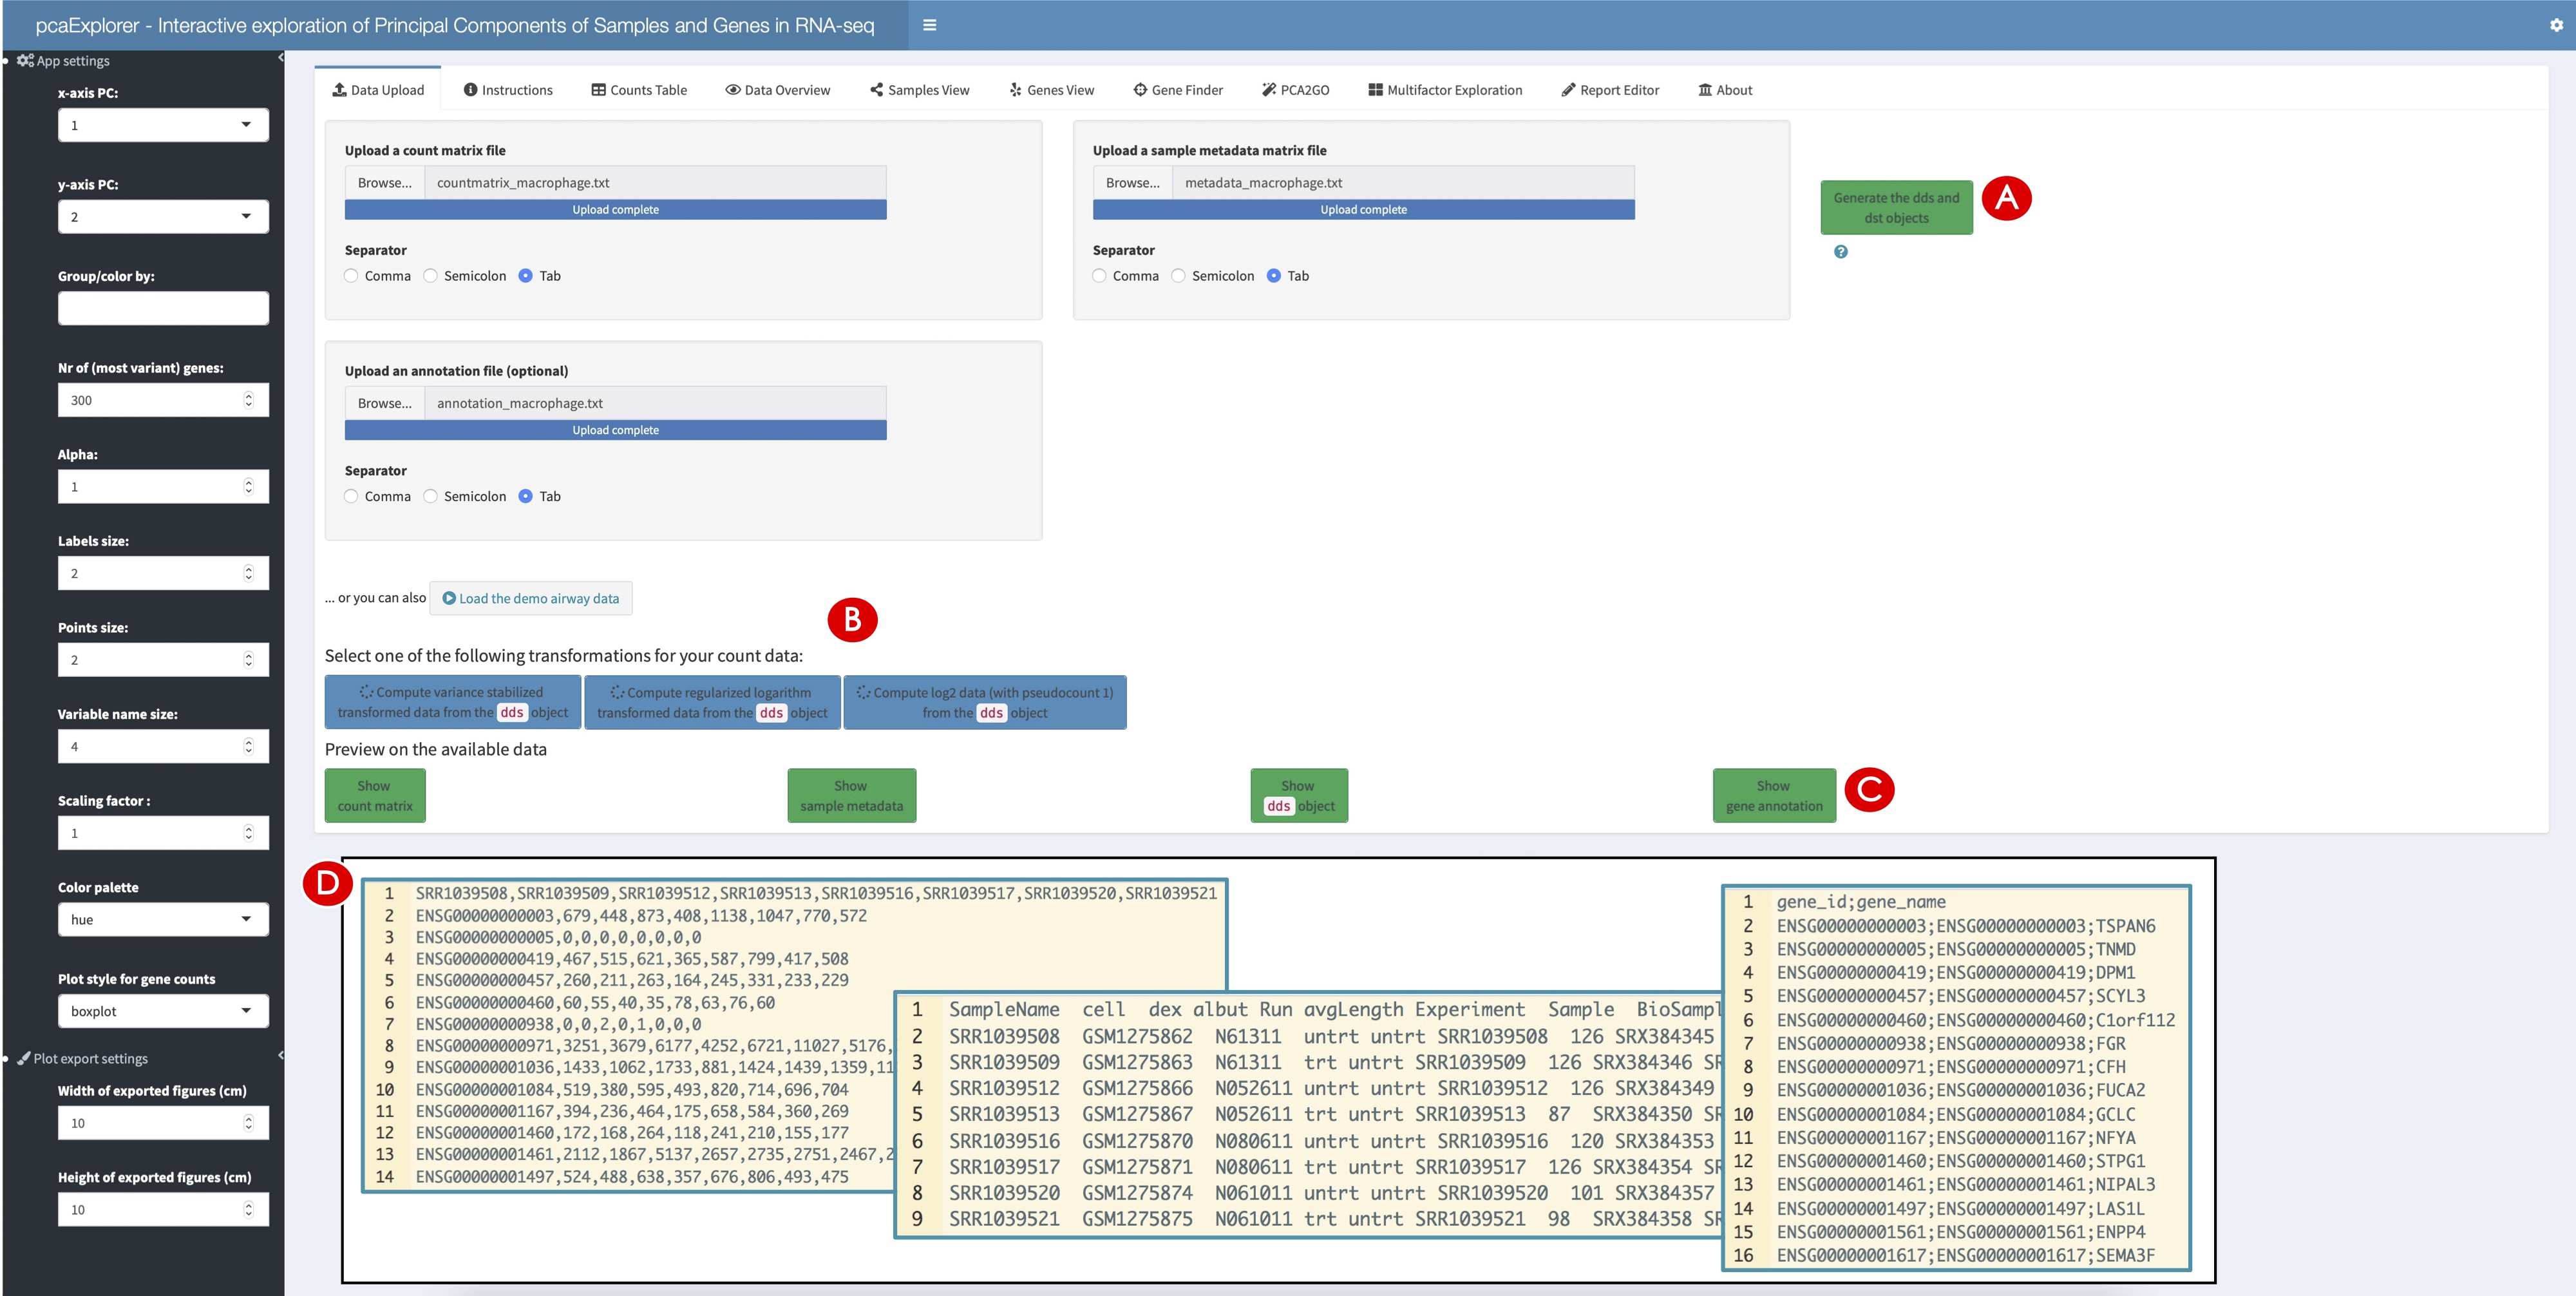 pcaExplorer - Interactive exploration of Principal Components of Samples and Genes in RNA-seq
App settings
x-axis PC:
1
y-axis PC:
2
Group/color by:
Nr of (most variant) genes:
300
Alpha:
1
Labels size:
2
Points size:
2
Variable name size:
4
Scaling factor :
1
Color palette
hue
Plot style for gene counts
boxplot
Plot export settings
Width of exported figures (cm)
10
Height of exported figures (cm)
10
Data Upload Instructions Counts Table Data Overview Samples View Genes View Gene Finder PCA2GO Multifactor Exploration Report Editor About
Upload a count matrix file
Browse... countmatrix_macrophage.txt
Upload complete
Separator
Comma Semicolon Tab
Upload a sample metadata matrix file
Browse... metadata_macrophage.txt
Upload complete
Separator
Comma Semicolon Tab
Generate the dds and
dst objects
A
?
Upload an annotation file (optional)
Browse... annotation_macrophage.txt
Upload complete
Separator
Comma Semicolon Tab
... or you can also Load the demo airway data
B
Select one of the following transformations for your count data:
Compute variance stabilized
transformed data from the dds object
Compute regularized logarithm
transformed data from the dds object
Compute log2 data (with pseudocount 1)
from the dds object
Preview on the available data
Show
count matrix
Show
sample metadata
Show
dds object
Show
gene annotation
C
D
1 SRR1039508,SRR1039509,SRR1039512,SRR1039513,SRR1039516,SRR1039517,SRR1039520,SRR1039521
2 ENSG00000000003,679,448,873,408,1138,1047,770,572
3 ENSG00000000005,0,0,0,0,0,0,0,0
4 ENSG00000000419,467,515,621,365,587,799,417,508
5 ENSG00000000457,260,211,263,164,245,331,233,229
6 ENSG00000000460,60,55,40,35,78,63,76,60
7 ENSG00000000938,0,0,2,0,1,0,0,0
8 ENSG00000000971,3251,3679,6177,4252,6721,11027,5176,
9 ENSG00000001036,1433,1062,1733,881,1424,1439,1359,11
10 ENSG00000001084,519,380,595,493,820,714,696,704
11 ENSG00000001167,394,236,464,175,658,584,360,269
12 ENSG00000001460,172,168,264,118,241,210,155,177
13 ENSG00000001461,2112,1867,5137,2657,2735,2751,2467,2
14 ENSG00000001497,524,488,638,357,676,806,493,475
1 SampleName cell dex albut Run avgLength Experiment Sample BioSampl
2 SRR1039508 GSM1275862 N61311 untrt untrt SRR1039508 126 SRX384345
3 SRR1039509 GSM1275863 N61311 trt untrt SRR1039509 126 SRX384346 SR
4 SRR1039512 GSM1275866 N052611 untrt untrt SRR1039512 126 SRX384349
5 SRR1039513 GSM1275867 N052611 trt untrt SRR1039513 87 SRX384350 SR
6 SRR1039516 GSM1275870 N080611 untrt untrt SRR1039516 120 SRX384353
7 SRR1039517 GSM1275871 N080611 trt untrt SRR1039517 126 SRX384354 SR
8 SRR1039520 GSM1275874 N061011 untrt untrt SRR1039520 101 SRX384357
9 SRR1039521 GSM1275875 N061011 trt untrt SRR1039521 98 SRX384358 SR
1 gene_id;gene_name
2 ENSG00000000003;ENSG00000000003;TSPAN6
3 ENSG00000000005;ENSG00000000005;TNMD
4 ENSG00000000419;ENSG00000000419;DPM1
5 ENSG00000000457;ENSG00000000457;SCYL3
6 ENSG00000000460;ENSG00000000460;C1orf112
7 ENSG00000000938;ENSG00000000938;FGR
8 ENSG00000000971;ENSG00000000971;CFH
9 ENSG00000001036;ENSG00000001036;FUCA2
10 ENSG00000001084;ENSG00000001084;GCLC
11 ENSG00000001167;ENSG00000001167;NFYA
12 ENSG00000001460;ENSG00000001460;STPG1
13 ENSG00000001461;ENSG00000001461;NIPAL3
14 ENSG00000001497;ENSG00000001497;LAS1L
15 ENSG00000001561;ENSG00000001561;ENPP4
16 ENSG00000001617;ENSG00000001617;SEMA3F